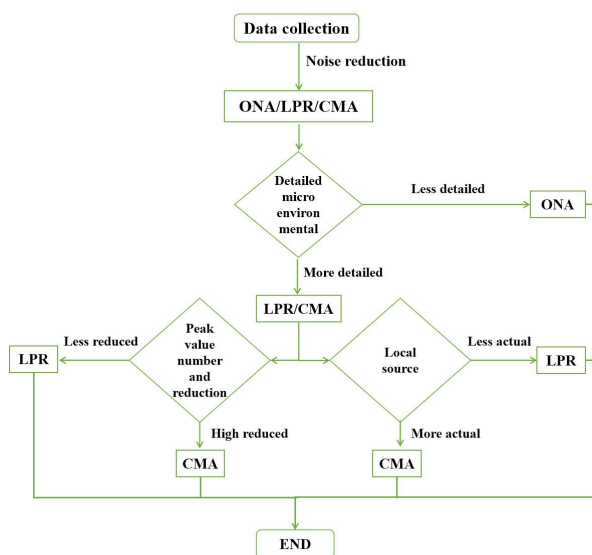 Data collection
Noise reduction
ONA/LPR/CMA
Detailed
micro
environ
mental
Less detailed
ONA
More detailed
LPR/CMA
LPR
Less reduced
Peak
value
number
and
reduction
Local
source
Less actual
LPR
High reduced
More actual
CMA
CMA
END